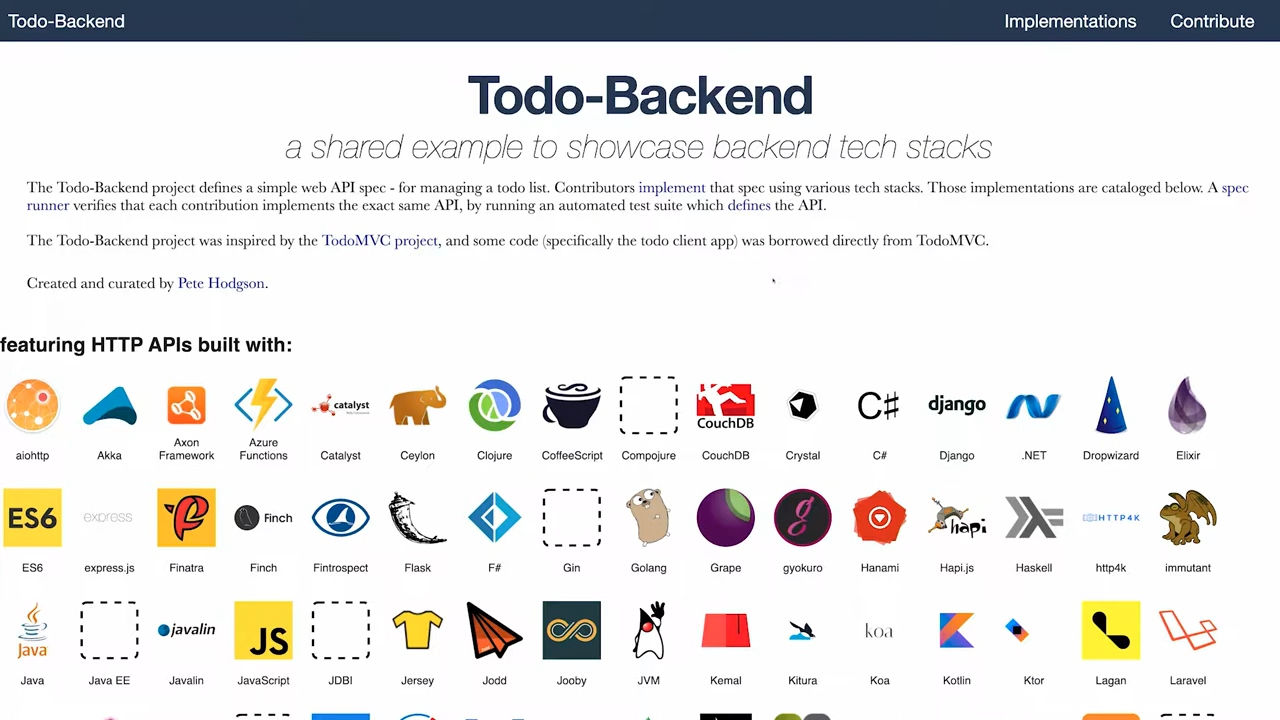 Todo-Backend
Implementations
Contribute
Todo-Backend
a shared example to showcase backend tech stacks
The Todo-Backend project defines a simple web API spec - for managing a todo list. Contributors implement that spec using various tech stacks. Those implementations are cataloged below. A spec
runner verifies that each contribution implements the exact same API, by running an automated test suite which defines the API.
The Todo-Backend project was inspired by the TodoMVC project, and some code (specifically the todo client app) was borrowed directly from TodoMVC.
Created and curated by Pete Hodgson.
featuring HTTP APIs built with:
catalyst
CouchDB
C#
django
aiohttp
Akka
Axon
Framework
Azure
Functions
Catalyst
Ceylon
Clojure
CoffeeScript
Compojure
CouchDB
Crystal
C#
Django
.NET
Dropwizard
Elixir
ES6
express
Finch
g
hapi
HTTP4K
ES6
express.js
Finatra
Finch
Fintrospect
Flask
F#
Gin
Golang
Grape
gyokuro
Hanami
Hapi.js
Haskell
http4k
immutant
Java
javalin
JS
koa
Java
Java EE
Javalin
JavaScript
JDBI
Jersey
Jodd
Jooby
JVM
Kemal
Kitura
Koa
Kotlin
Ktor
Lagan
Laravel